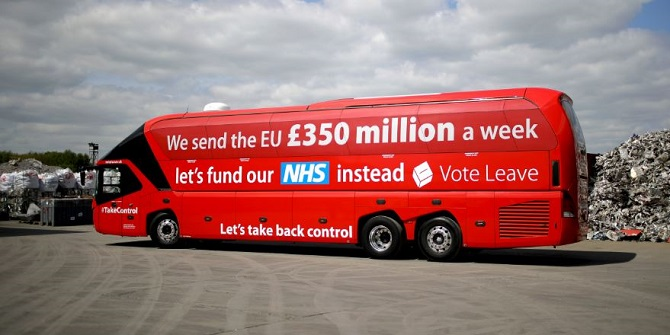 We send the EU £350 million a week
let's fund our NHS instead Vote Leave
#TakeControl
Let's take back control